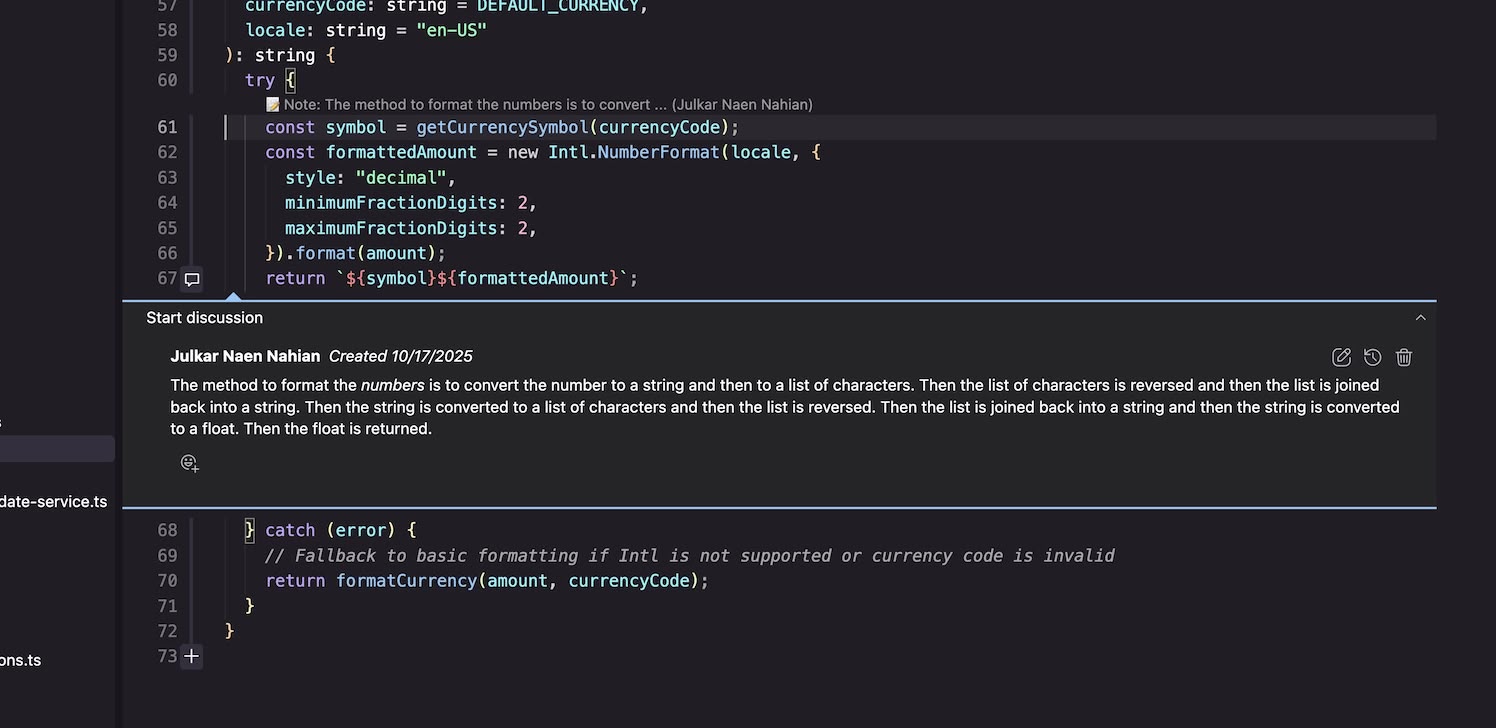 57 currencyCode: string = DEFAULT_CURRENCY,
58 locale: string = "en-US"
59 ): string {
60 try {
Note: The method to format the numbers is to convert ... (Julkar Naen Nahian)
61 const symbol = getCurrencySymbol(currencyCode);
62 const formattedAmount = new Intl.NumberFormat(locale, {
63 style: "decimal",
64 minimumFractionDigits: 2,
65 maximumFractionDigits: 2,
66 }).format(amount);
67 return `${symbol}${formattedAmount}`;
Start discussion
Julkar Naen Nahian Created 10/17/2025
The method to format the numbers is to convert the number to a string and then to a list of characters. Then the list of characters is reversed and then the list is joined
back into a string. Then the string is converted to a list of characters and then the list is reversed. Then the list is joined back into a string and then the string is converted
to a float. Then the float is returned.
date-service.ts
68 } catch (error) {
69 // Fallback to basic formatting if Intl is not supported or currency code is invalid
70 return formatCurrency(amount, currencyCode);
71 }
72 }
73
ons.ts